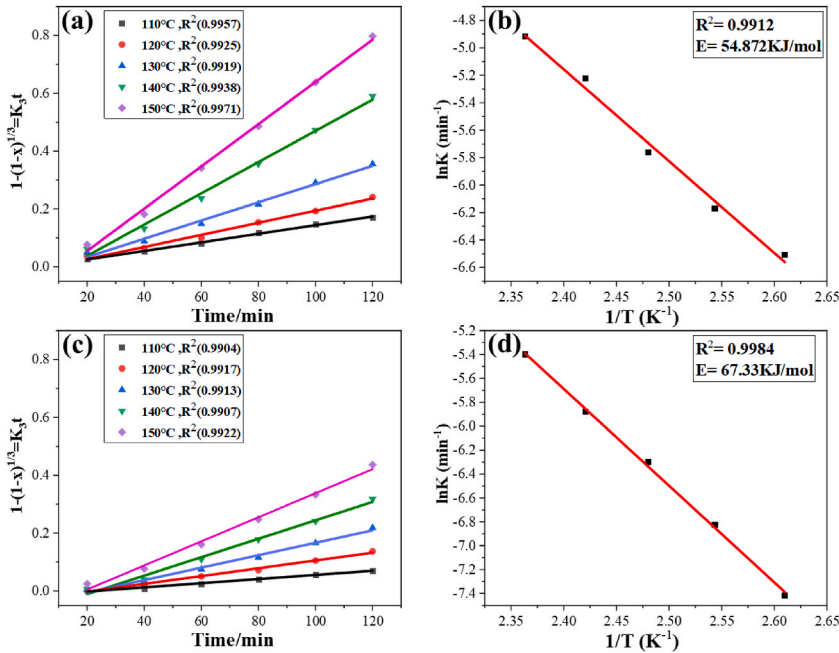 (a)
110°C ,R²(0.9957)
120°C ,R²(0.9925)
130°C ,R²(0.9919)
140°C ,R²(0.9938)
150°C ,R²(0.9971)
1-(1-x)^1/3=K₃t
0.8
0.6
0.4
0.2
0.0
20 40 60 80 100 120
Time/min
(b)
R²= 0.9912
E= 54.872KJ/mol
lnK (min⁻¹)
-4.8
-5.0
-5.2
-5.4
-5.6
-5.8
-6.0
-6.2
-6.4
-6.6
2.35 2.40 2.45 2.50 2.55 2.60 2.65
1/T (K⁻¹)
(c)
110°C ,R²(0.9904)
120°C ,R²(0.9917)
130°C ,R²(0.9913)
140°C ,R²(0.9907)
150°C ,R²(0.9922)
1-(1-x)^1/3=K₃t
0.8
0.6
0.4
0.2
0.0
20 40 60 80 100 120
Time/min
(d)
R²= 0.9984
E= 67.33KJ/mol
lnK (min⁻¹)
-5.2
-5.4
-5.6
-5.8
-6.0
-6.2
-6.4
-6.6
-6.8
-7.0
-7.2
-7.4
2.35 2.40 2.45 2.50 2.55 2.60 2.65
1/T (K⁻¹)